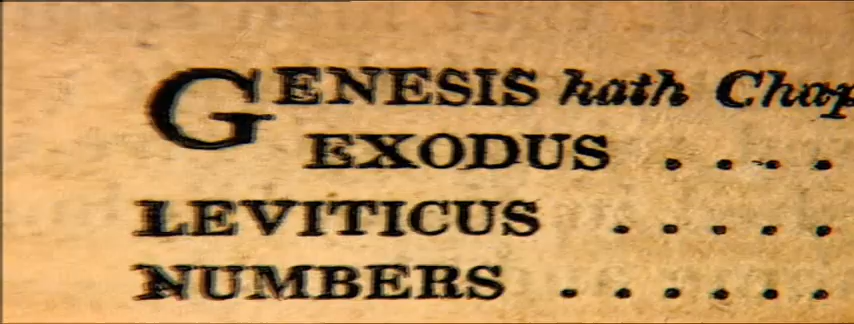 GENESIS hath Chap
EXODUS . . . .
LEVITICUS . . . . .
NUMBERS . . . . . .